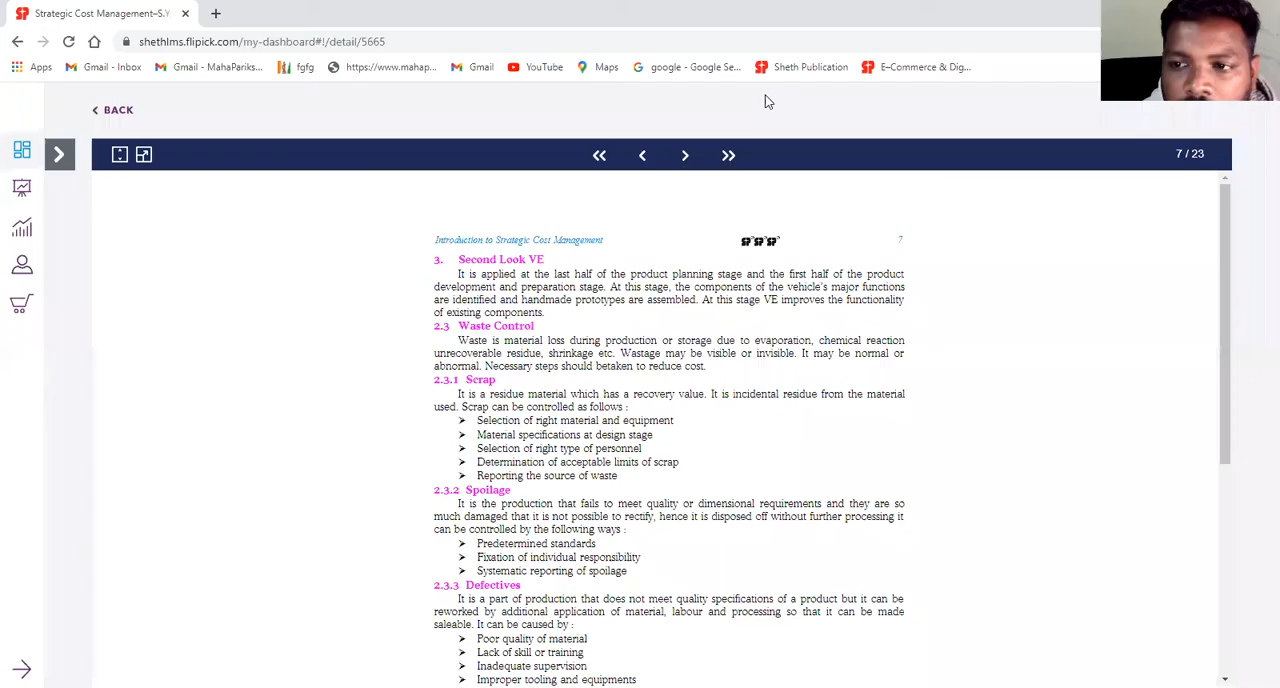 Strategic Cost Management–S.Y
shethlms.flipick.com/my-dashboard#!/detail/5665
Apps Gmail - Inbox Gmail - MahaPariks... fgfg https://www.mahap... Gmail YouTube Maps google - Google Se... Sheth Publication E–Commerce & Dig...
BACK
7 / 23
Introduction to Strategic Cost Management 7
3. Second Look VE
It is applied at the last half of the product planning stage and the first half of the product
development and preparation stage. At this stage, the components of the vehicle's major functions
are identified and handmade prototypes are assembled. At this stage VE improves the functionality
of existing components.
2.3 Waste Control
Waste is material loss during production or storage due to evaporation, chemical reaction
unrecoverable residue, shrinkage etc. Wastage may be visible or invisible. It may be normal or
abnormal. Necessary steps should betaken to reduce cost.
2.3.1 Scrap
It is a residue material which has a recovery value. It is incidental residue from the material
used. Scrap can be controlled as follows :
➢ Selection of right material and equipment
➢ Material specifications at design stage
➢ Selection of right type of personnel
➢ Determination of acceptable limits of scrap
➢ Reporting the source of waste
2.3.2 Spoilage
It is the production that fails to meet quality or dimensional requirements and they are so
much damaged that it is not possible to rectify, hence it is disposed off without further processing it
can be controlled by the following ways :
➢ Predetermined standards
➢ Fixation of individual responsibility
➢ Systematic reporting of spoilage
2.3.3 Defectives
It is a part of production that does not meet quality specifications of a product but it can be
reworked by additional application of material, labour and processing so that it can be made
saleable. It can be caused by :
➢ Poor quality of material
➢ Lack of skill or training
➢ Inadequate supervision
➢ Improper tooling and equipments